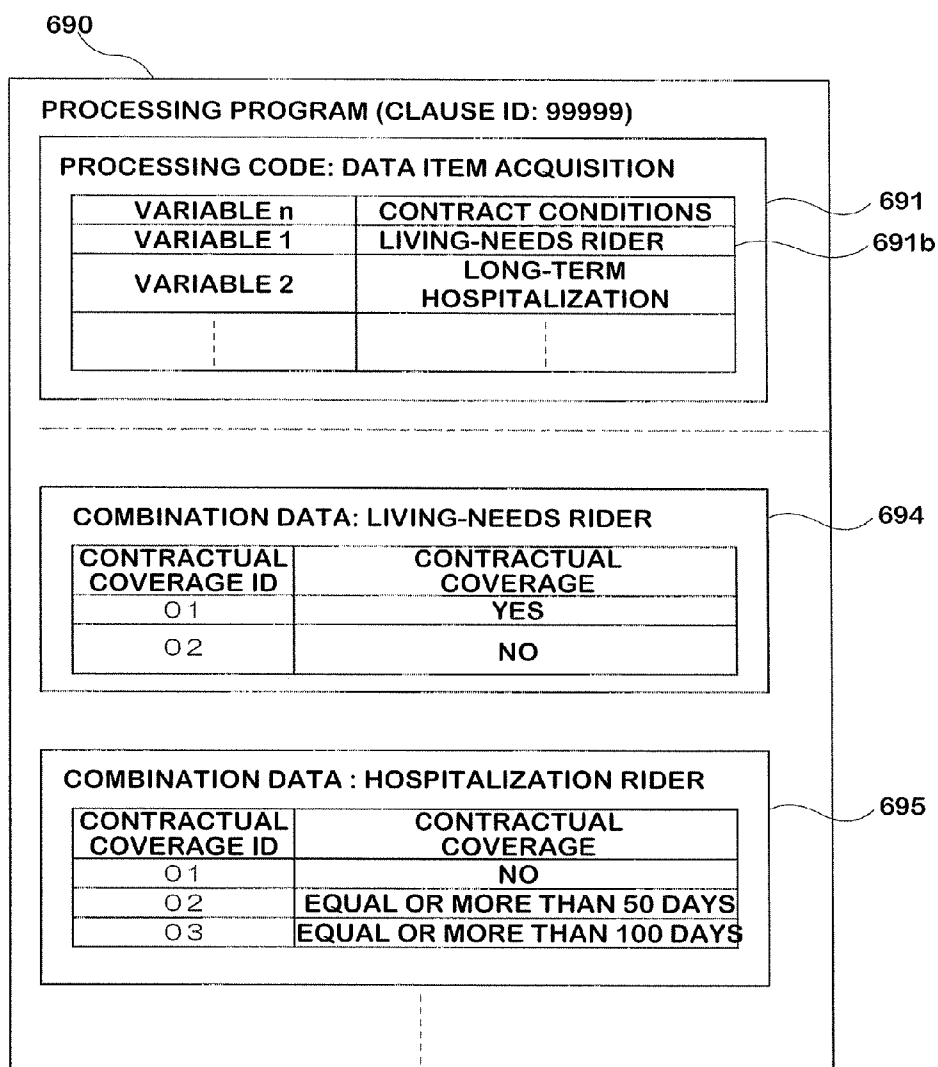 690
PROCESSING PROGRAM (CLAUSE ID: 99999)
PROCESSING CODE: DATA ITEM ACQUISITION
VARIABLE n CONTRACT CONDITIONS
691
VARIABLE 1 LIVING-NEEDS RIDER
691b
VARIABLE 2 LONG-TERM
HOSPITALIZATION
COMBINATION DATA: LIVING-NEEDS RIDER
694
CONTRACTUAL CONTRACTUAL
COVERAGE ID COVERAGE
01 YES
02 NO
COMBINATION DATA : HOSPITALIZATION RIDER
695
CONTRACTUAL CONTRACTUAL
COVERAGE ID COVERAGE
01 NO
02 EQUAL OR MORE THAN 50 DAYS
03 EQUAL OR MORE THAN 100 DAYS